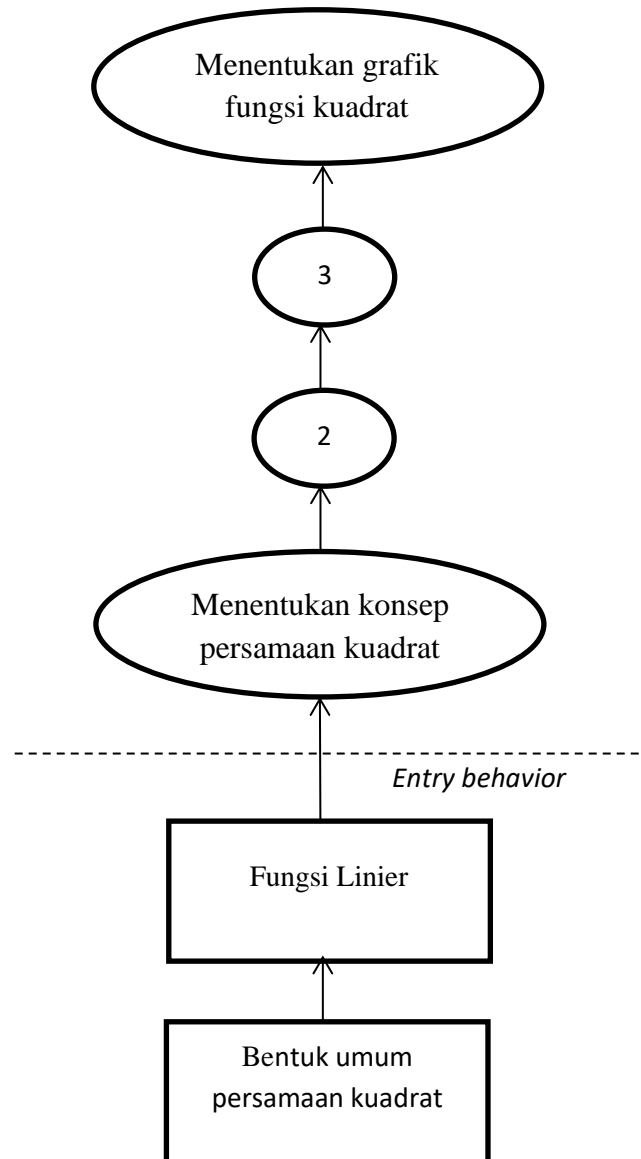 Menentukan grafik
fungsi kuadrat
3
2
Menentukan konsep
persamaan kuadrat
Entry behavior
Fungsi Linier
Bentuk umum
persamaan kuadrat